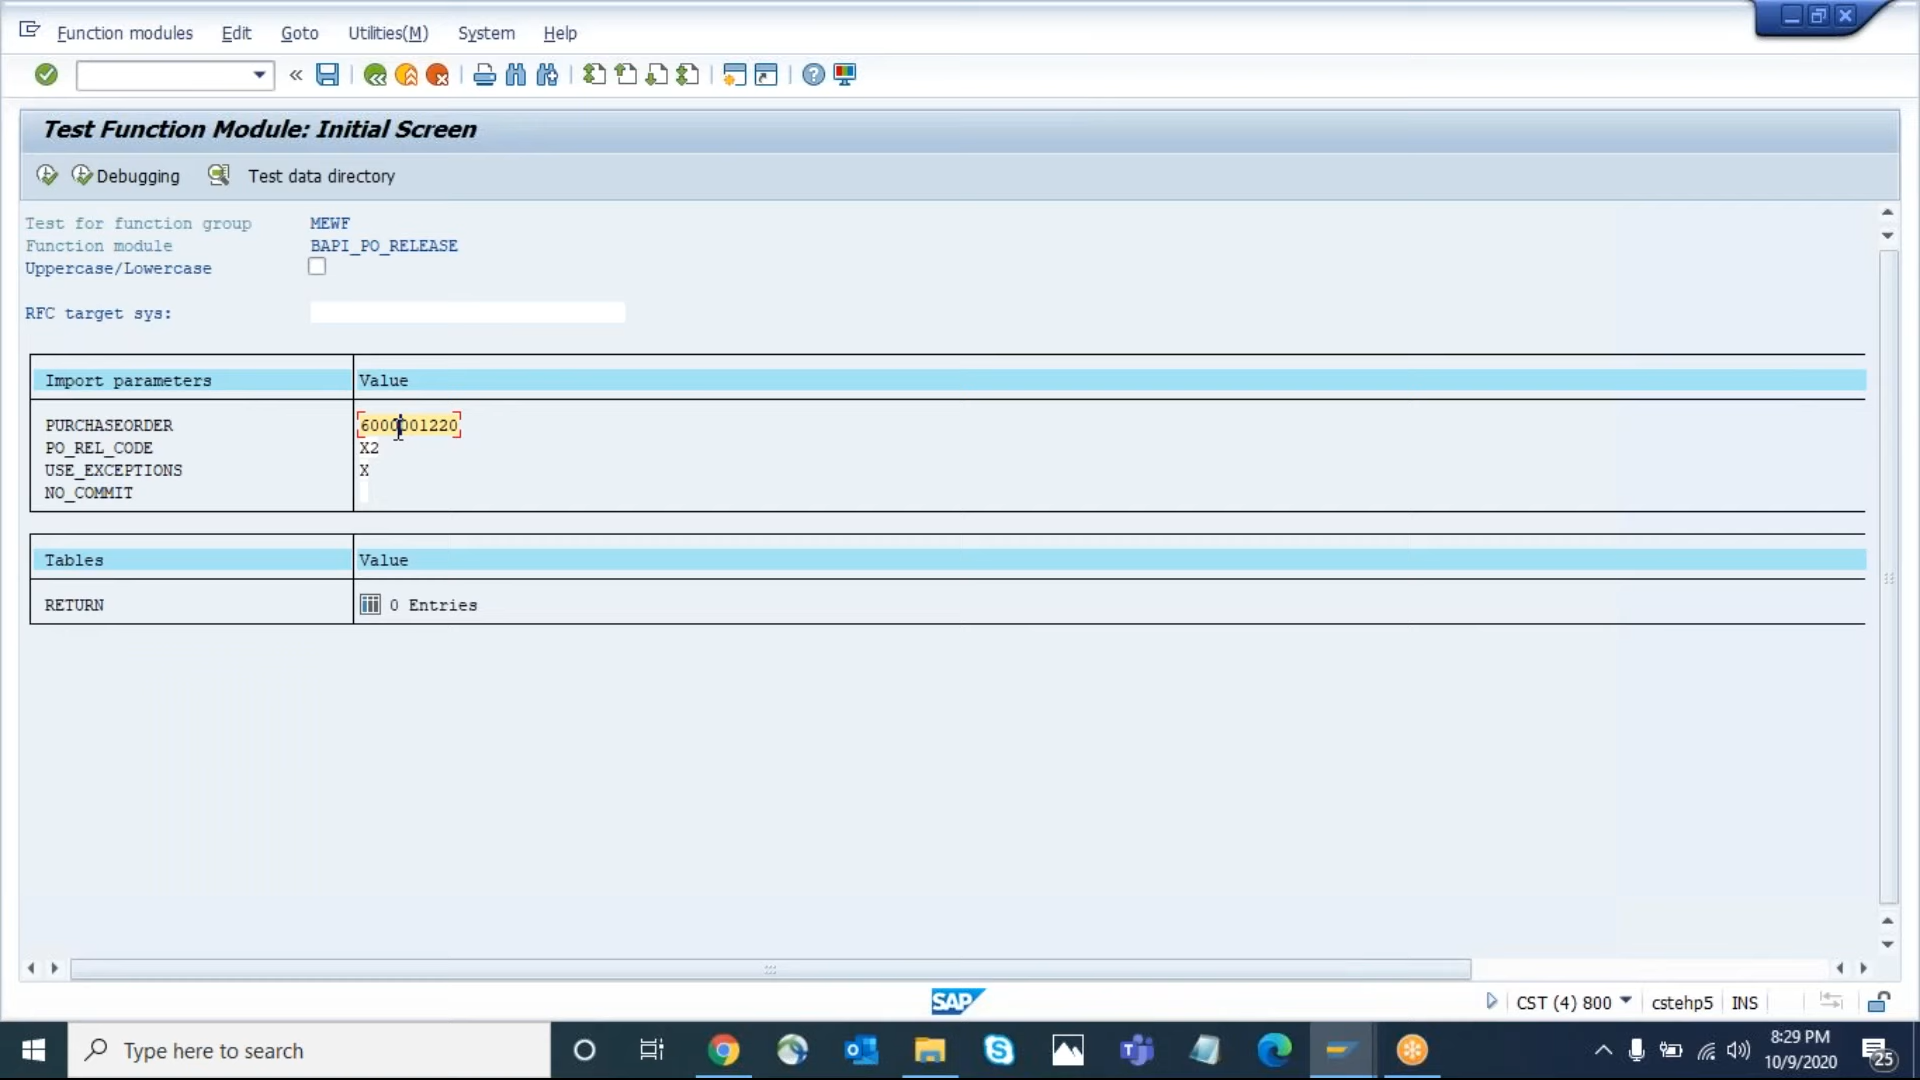 Function modules Edit Goto Utilities(M) System Help
Test Function Module: Initial Screen
Debugging Test data directory
Test for function group MEWF
Function module BAPI_PO_RELEASE
Uppercase/Lowercase
RFC target sys:
Import parameters Value
PURCHASEORDER 6000001220
PO_REL_CODE X2
USE_EXCEPTIONS X
NO_COMMIT
Tables Value
RETURN 0 Entries
SAP
CST (4) 800 cstehp5 INS
Type here to search
8:29 PM
10/9/2020
25